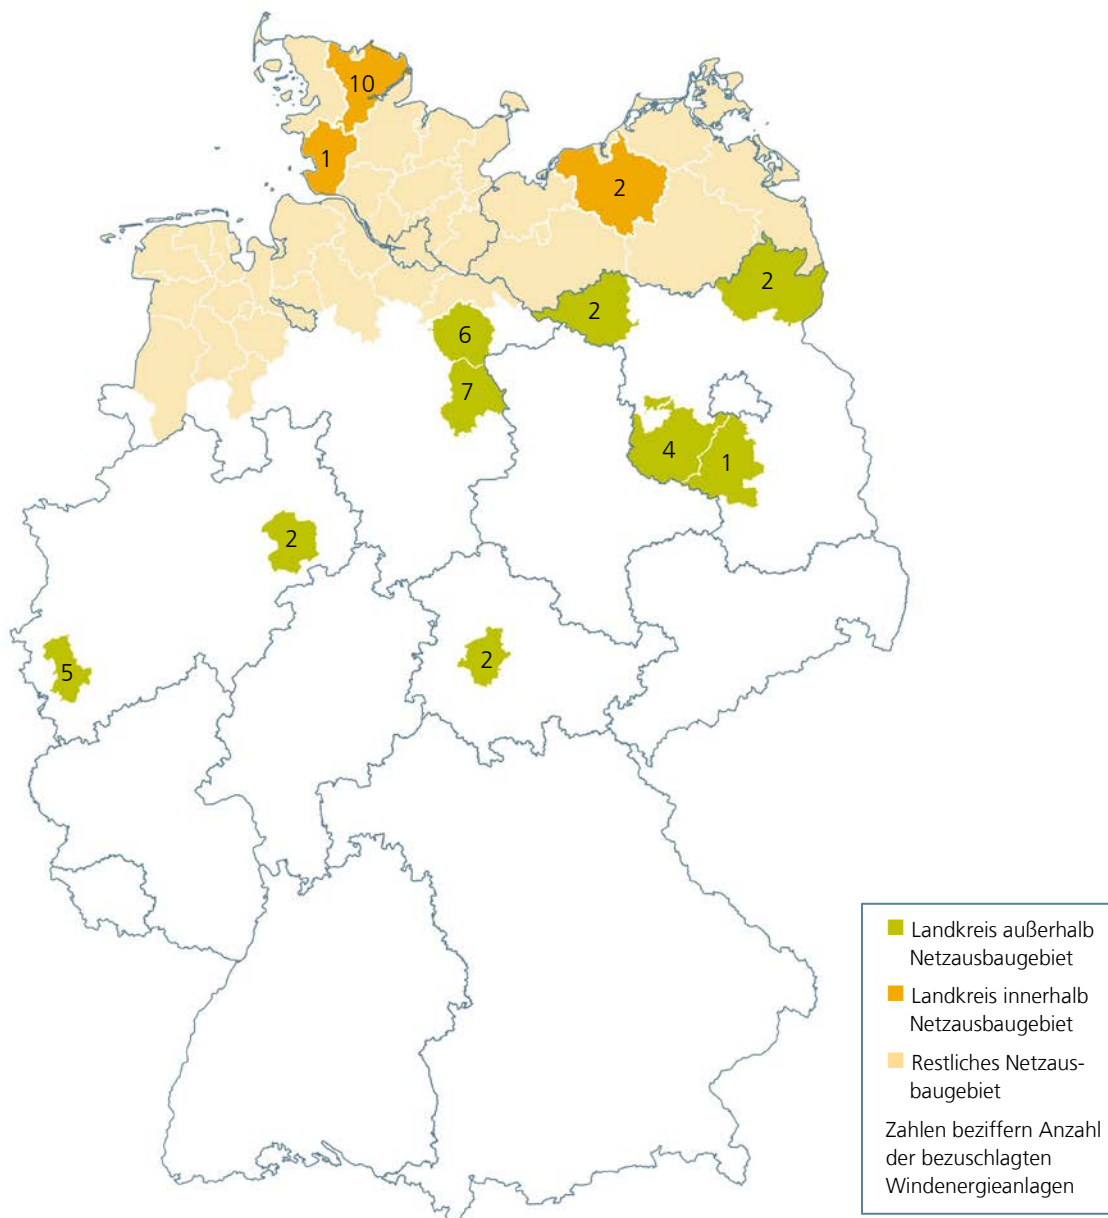 10
1
2
2
2
6
7
4
1
2
2
5
Landkreis außerhalb
Netzausbaugebiet
Landkreis innerhalb
Netzausbaugebiet
Restliches Netzaus-
baugebiet
Zahlen beziffern Anzahl
der bezuschlagten
Windenergieanlagen